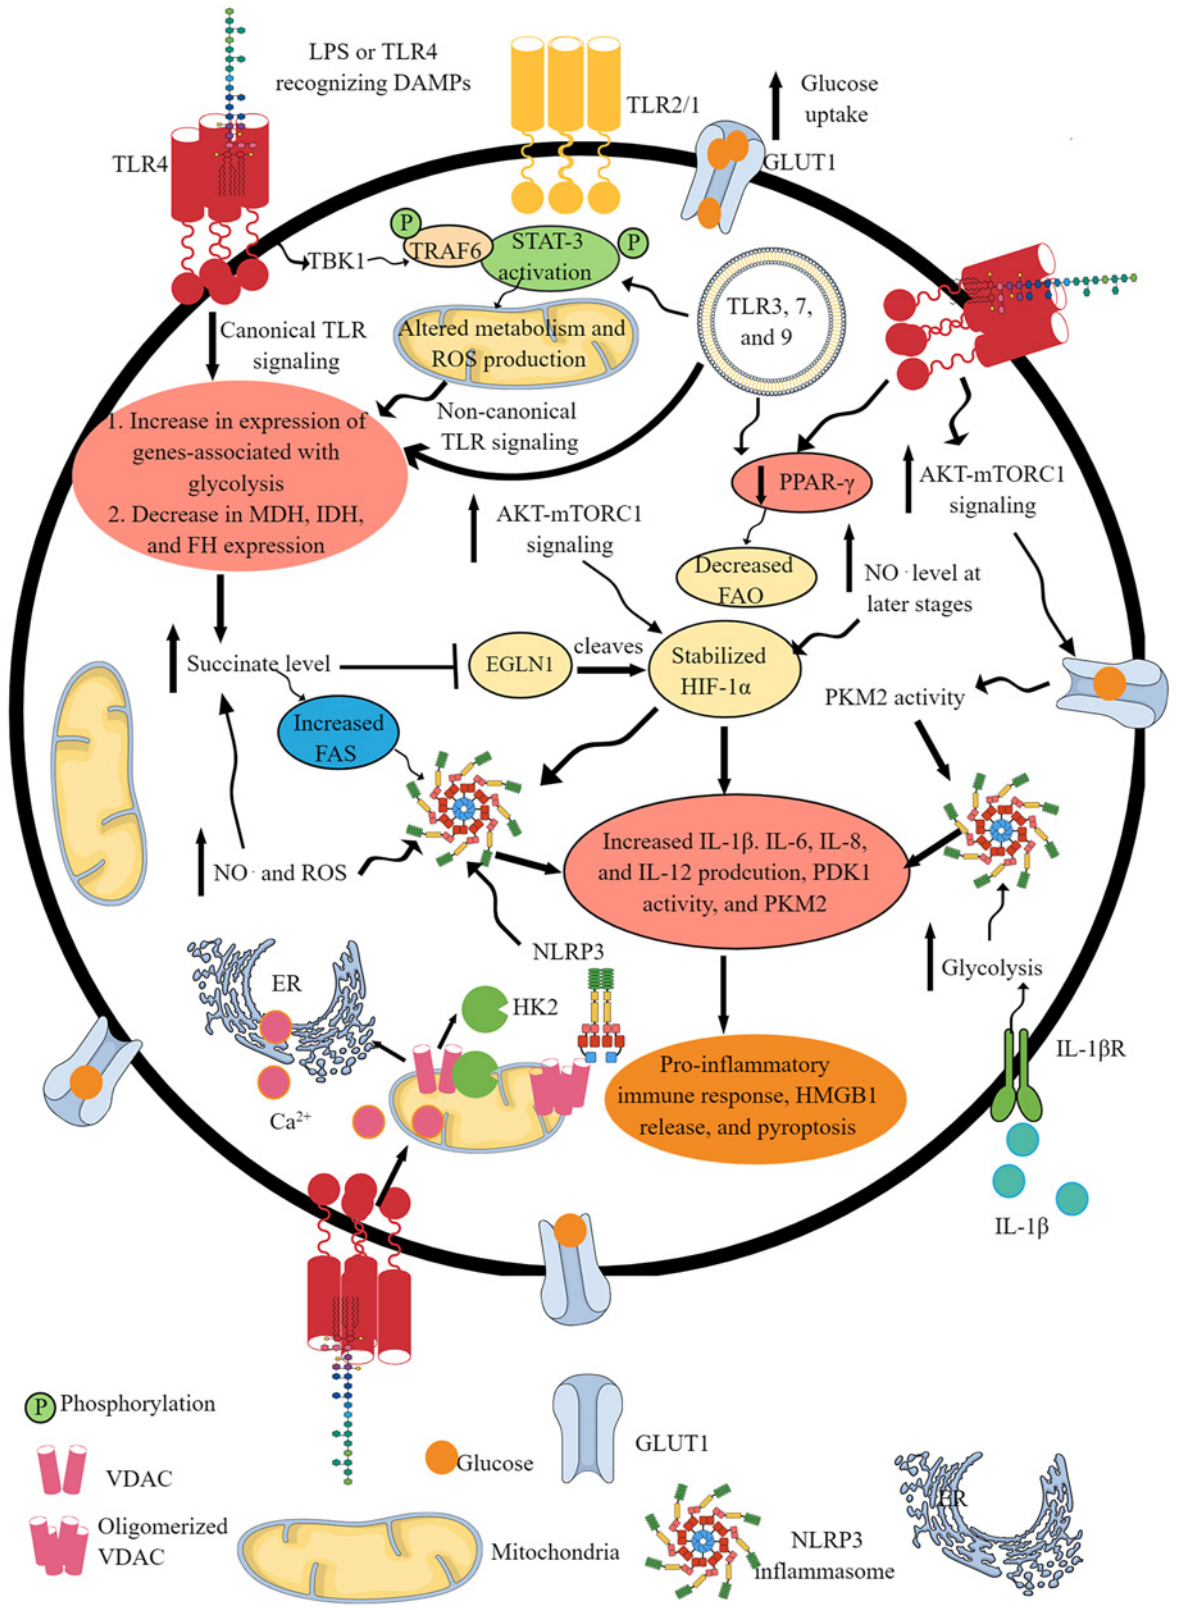 LPS or TLR4
recognizing DAMPs
TLR4
TLR2/1
Glucose
uptake
GLUT1
P
TRAF6
STAT-3
activation
P
TBK1
TLR3, 7,
and 9
Canonical TLR
signaling
Altered metabolism and
ROS production
Non-canonical
TLR signaling
1. Increase in expression of
genes-associated with
glycolysis
2. Decrease in MDH, IDH,
and FH expression
PPAR-γ
AKT-mTORC1
signaling
AKT-mTORC1
signaling
Decreased
FAO
NO· level at
later stages
Succinate level
EGLN1
cleaves
Stabilized
HIF-1α
PKM2 activity
Increased
FAS
NO· and ROS
Increased IL-1β. IL-6, IL-8,
and IL-12 prodcution, PDK1
activity, and PKM2
NLRP3
Glycolysis
ER
HK2
IL-1βR
Pro-inflammatory
immune response, HMGB1
release, and pyroptosis
Ca2+
IL-1β
P
Phosphorylation
VDAC
Oligomerized
VDAC
Glucose
GLUT1
Mitochondria
NLRP3
inflammasome
ER